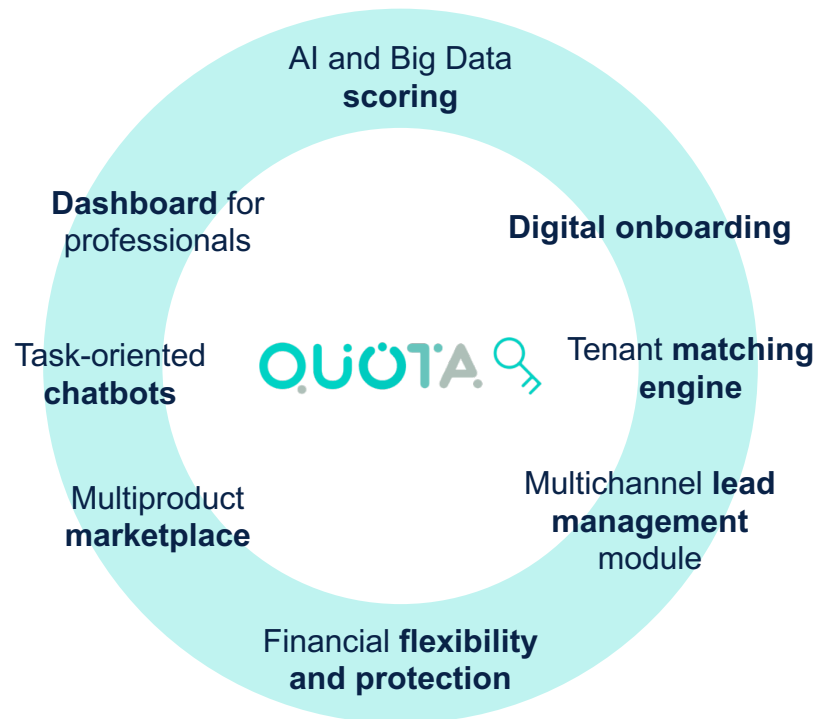 AI and Big Data
scoring
Digital onboarding
Tenant matching
engine
Multichannel lead
management
module
Financial flexibility
and protection
Multiproduct
marketplace
Task-oriented
chatbots
Dashboard for
professionals
QUOTA